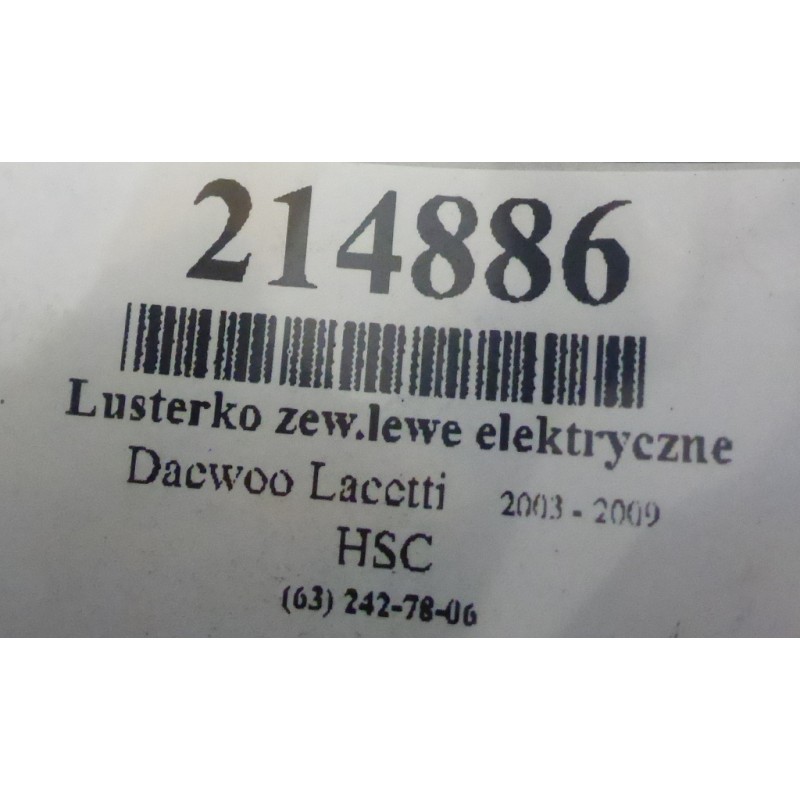 214886
Lusterko zew.lewe elektryczne
Daewoo Lacetti 2003 - 2009
HSC
(63) 242-78-06